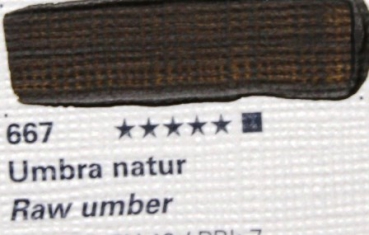 667 ★★★★★ ■
Umbra natur
Raw umber